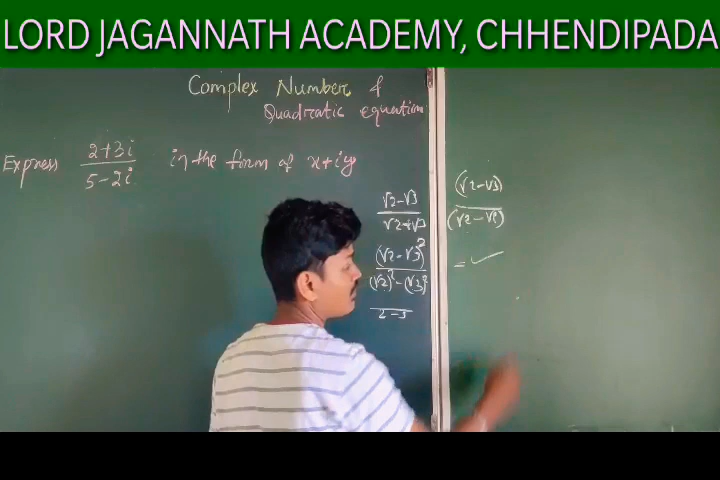 LORD JAGANNATH ACADEMY, CHHENDIPADA
Complex Number &
Quadratic equation
Express (2+3i)/(5-2i) in the form of x+iy
(√2-√3)/(√2+√3) (√2-√3)/(√2-√3)
(√2-√3)²/((√2)²-(√3)²) = ✓
2-3